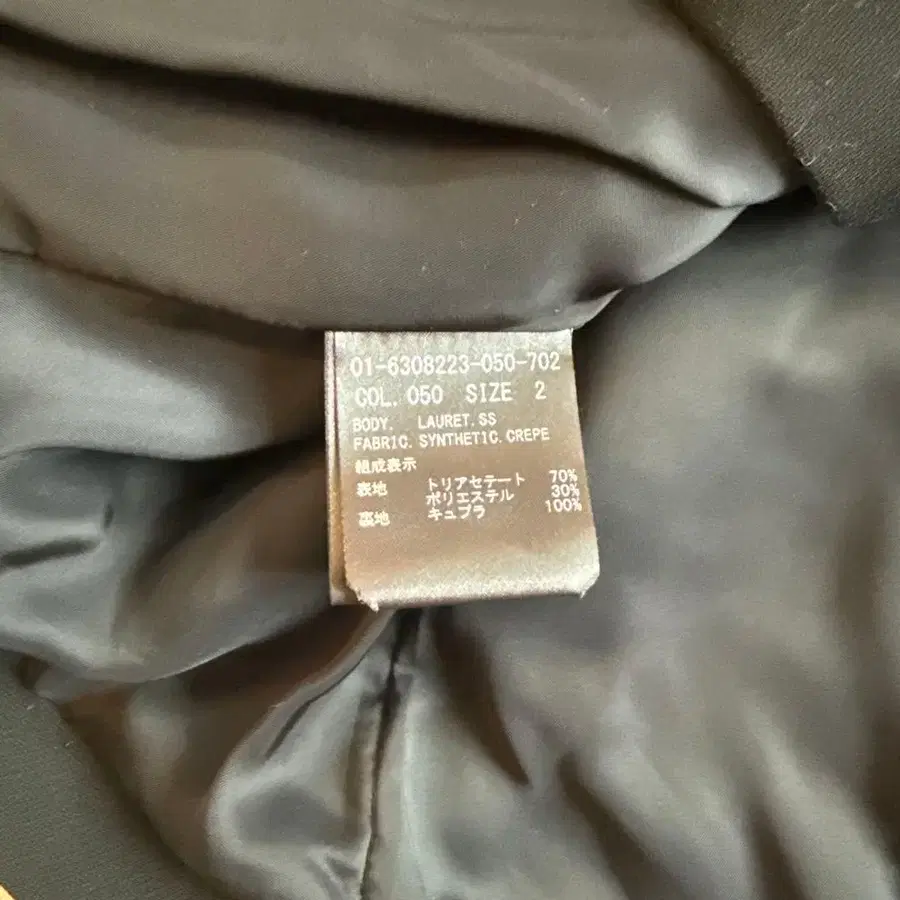 01-6308223-050-702
COL. 050 SIZE 2
BODY. LAURET.SS
FABRIC. SYNTHETIC.CREPE
組成表示
表地 トリアセテート 70%
ポリエステル 30%
裏地 キュプラ 100%